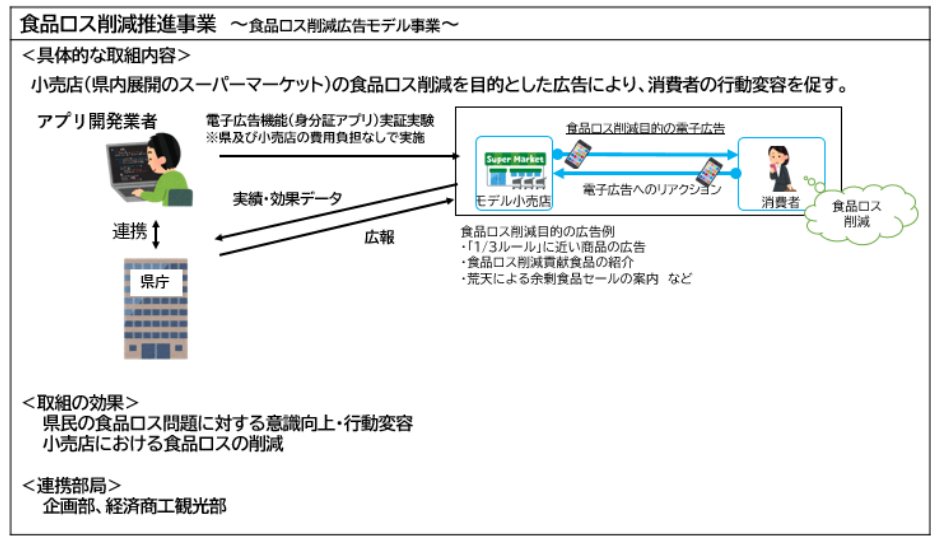 食品ロス削減推進事業 ～食品ロス削減広告モデル事業～
＜具体的な取組内容＞
小売店(県内展開のスーパーマーケット)の食品ロス削減を目的とした広告により、消費者の行動変容を促す。
アプリ開発業者
電子広告機能(身分証アプリ)実証実験
※県及び小売店の費用負担なしで実施
食品ロス削減目的の電子広告
Super Market
電子広告へのリアクション
モデル小売店
消費者
食品ロス
削減
実績・効果データ
広報
連携
県庁
食品ロス削減目的の広告例
・「1/3ルール」に近い商品の広告
・食品ロス削減貢献食品の紹介
・荒天による余剰食品セールの案内 など
＜取組の効果＞
県民の食品ロス問題に対する意識向上・行動変容
小売店における食品ロスの削減
＜連携部局＞
企画部、経済商工観光部